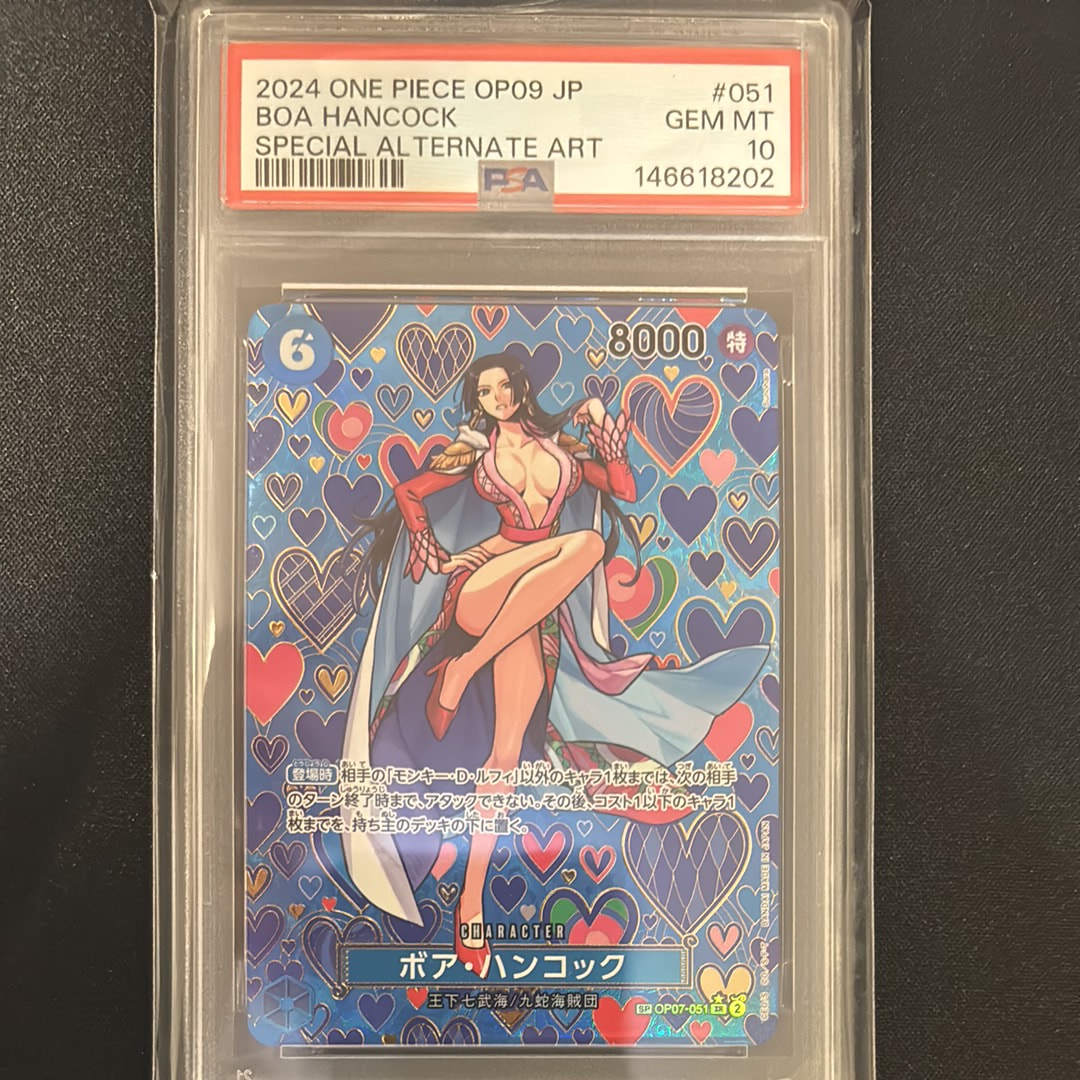 2024 ONE PIECE OP09 JP #051
BOA HANCOCK GEM MT
SPECIAL ALTERNATE ART 10
PSA 146618202
6 8000 特
登場時 相手の「モンキー・D・ルフィ」以外のキャラ1枚までは、次の相手
のターン終了時まで、アタックできない。その後、コスト1以下のキャラ1
枚までを、持ち主のデッキの下に置く。
CHARACTER
ボア・ハンコック
王下七武海/九蛇海賊団
SP OP07-051 SR 2
BANDAI MADE IN JAPAN